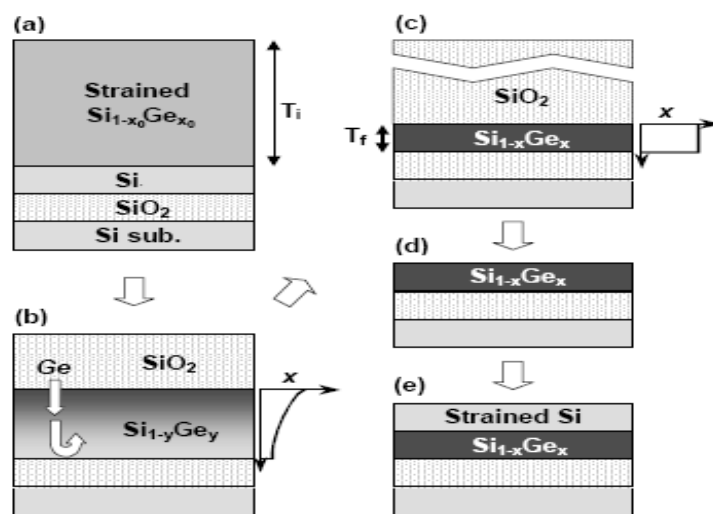 (a)
Strained
Si₁₋ₓ₀Geₓ₀
Tᵢ
Si
SiO₂
Si sub.
(b)
SiO₂
Ge
x
Si₁₋yGey
(c)
SiO₂
x
T_f
Si₁₋ₓGeₓ
(d)
Si₁₋ₓGeₓ
(e)
Strained Si
Si₁₋ₓGeₓ